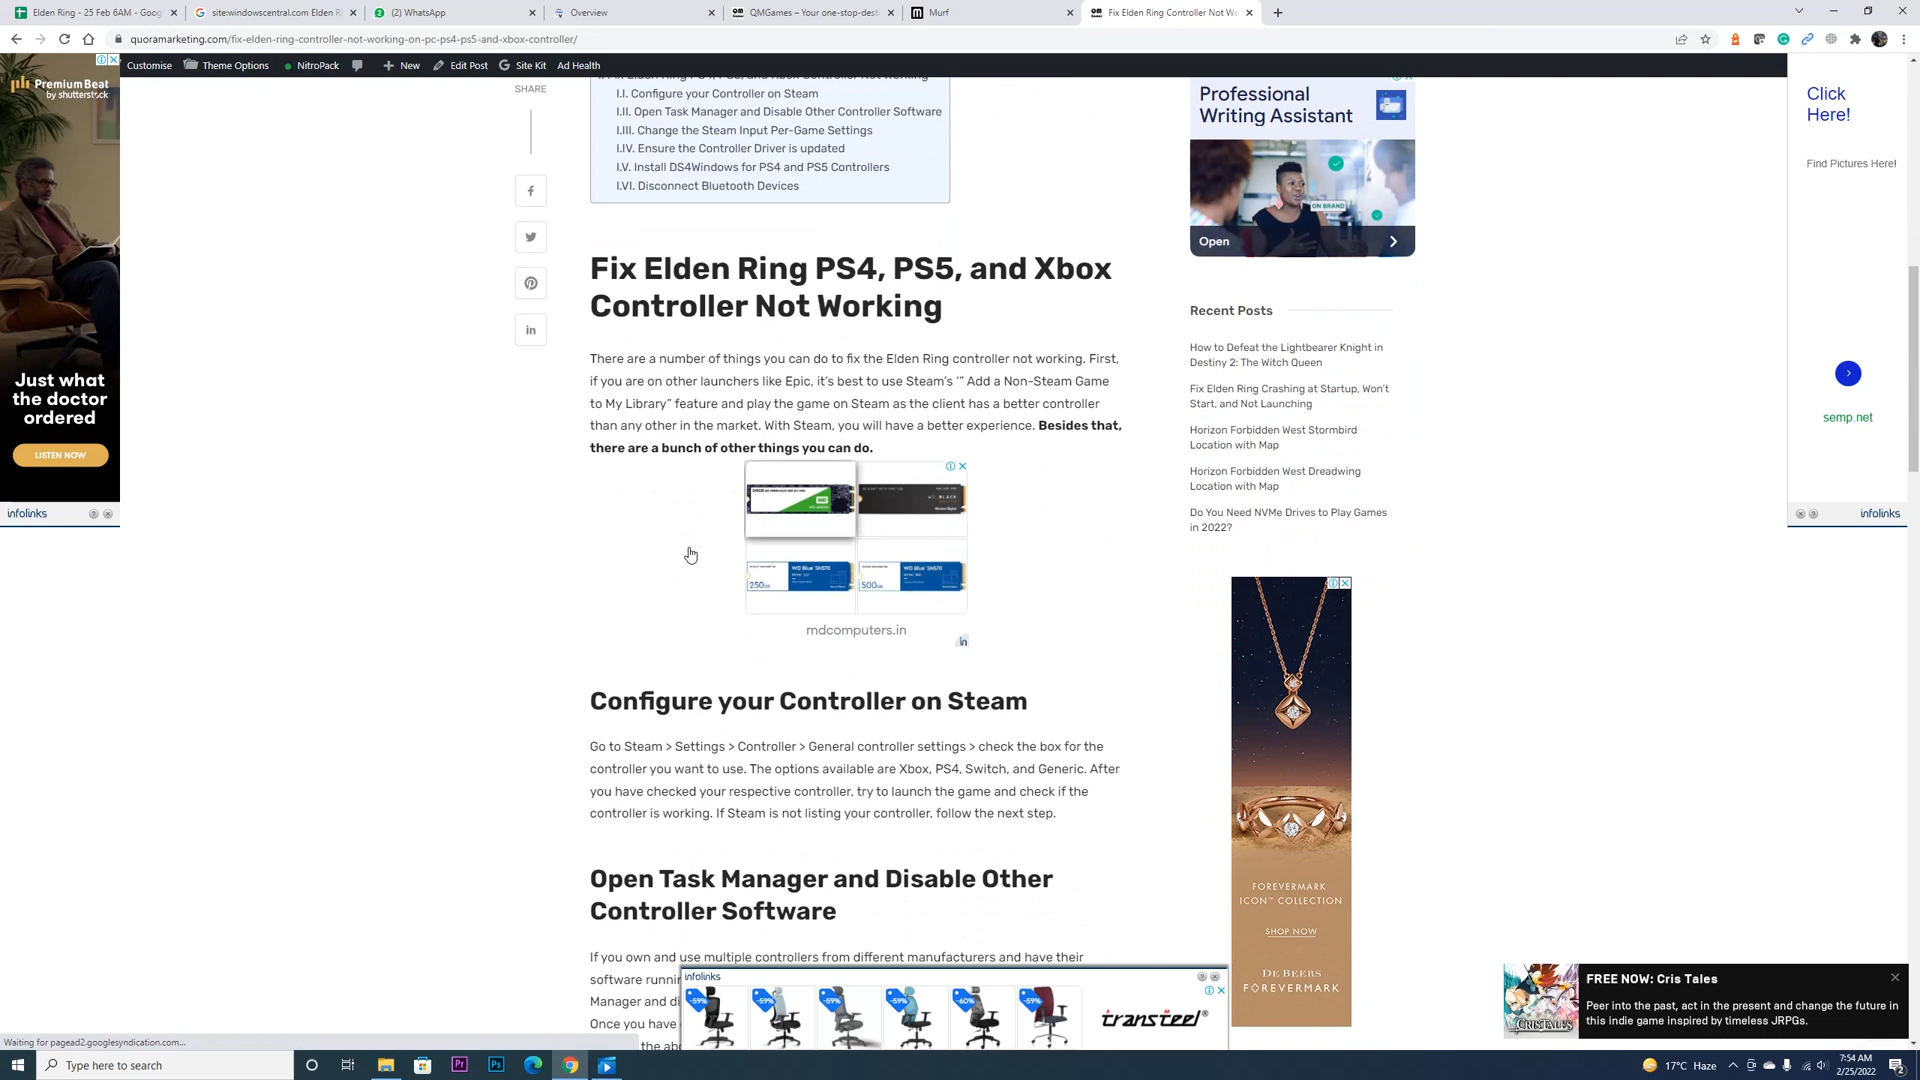 Elden Ring - 25 Feb 6AM - Goog
site:windowscentral.com Elden Ri
(2) WhatsApp
Overview
QMGames – Your one-stop-dest
Murf
Fix Elden Ring Controller Not Wo
quoramarketing.com/fix-elden-ring-controller-not-working-on-pc-ps4-ps5-and-xbox-controller/
Customise
Theme Options
NitroPack
New
Edit Post
Site Kit
Ad Health
PremiumBeat
by shutterstock
Just what
the doctor
ordered
LISTEN NOW
infolinks
SHARE
I.I. Configure your Controller on Steam
I.II. Open Task Manager and Disable Other Controller Software
I.III. Change the Steam Input Per-Game Settings
I.IV. Ensure the Controller Driver is updated
I.V. Install DS4Windows for PS4 and PS5 Controllers
I.VI. Disconnect Bluetooth Devices
Fix Elden Ring PS4, PS5, and Xbox
Controller Not Working
There are a number of things you can do to fix the Elden Ring controller not working. First,
if you are on other launchers like Epic, it's best to use Steam's '" Add a Non-Steam Game
to My Library" feature and play the game on Steam as the client has a better controller
than any other in the market. With Steam, you will have a better experience. Besides that,
there are a bunch of other things you can do.
250GB
500GB
mdcomputers.in
Configure your Controller on Steam
Go to Steam > Settings > Controller > General controller settings > check the box for the
controller you want to use. The options available are Xbox, PS4, Switch, and Generic. After
you have checked your respective controller, try to launch the game and check if the
controller is working. If Steam is not listing your controller, follow the next step.
Open Task Manager and Disable Other
Controller Software
If you own and use multiple controllers from different manufacturers and have their
software runnin
Manager and di
Once you have
the abo
infolinks
-59%
-59%
-59%
-59%
-60%
-59%
transteel
Professional
Writing Assistant
ON BRAND
Open
Recent Posts
How to Defeat the Lightbearer Knight in
Destiny 2: The Witch Queen
Fix Elden Ring Crashing at Startup, Won't
Start, and Not Launching
Horizon Forbidden West Stormbird
Location with Map
Horizon Forbidden West Dreadwing
Location with Map
Do You Need NVMe Drives to Play Games
in 2022?
FOREVERMARK
ICON™ COLLECTION
SHOP NOW
DE BEERS
FOREVERMARK
Click
Here!
Find Pictures Here!
semp.net
infolinks
CRISTALES
FREE NOW: Cris Tales
Peer into the past, act in the present and change the future in
this indie game inspired by timeless JRPGs.
Waiting for pagead2.googlesyndication.com...
Type here to search
Pr
Ps
17°C Haze
7:54 AM
2/25/2022